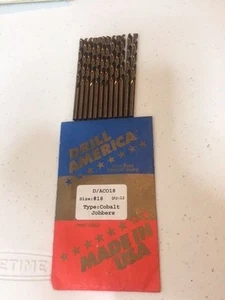 DRILL
AMERICA
D/ACO18
Size:#18
Type:Cobalt
Jobbers
MADE IN
USA